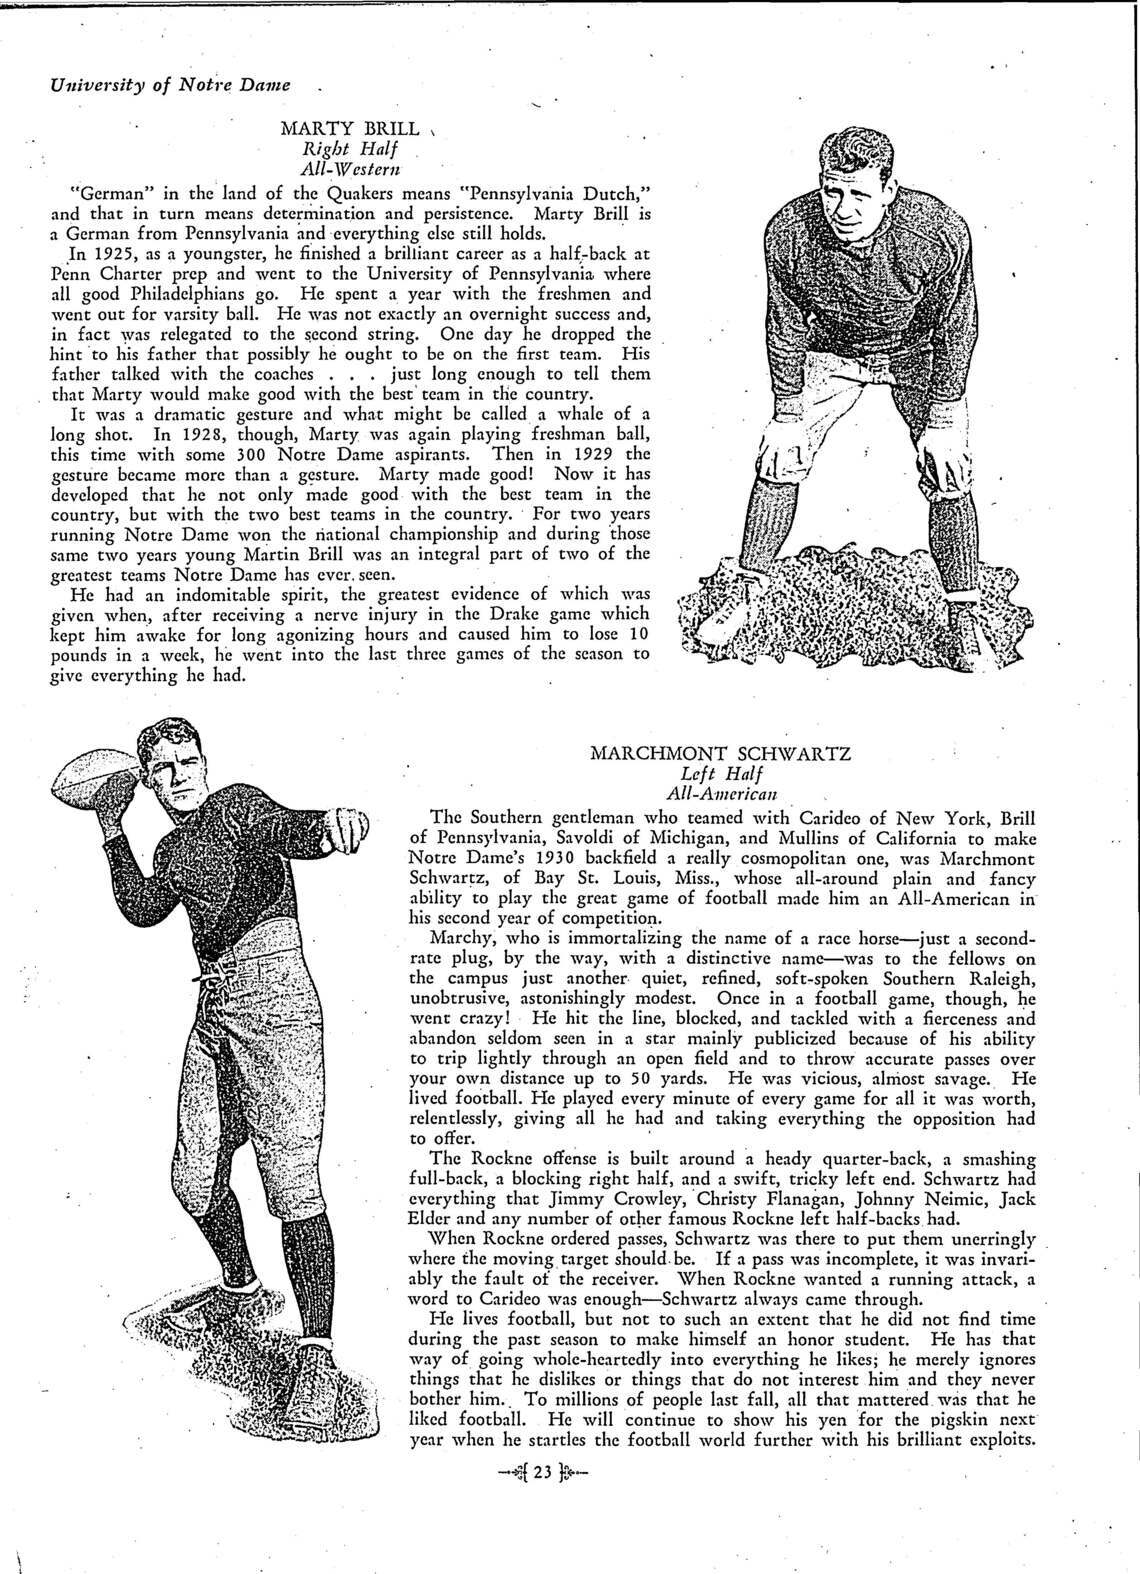 University of Notre Dame
MARTY BRILL
Right Half
All-Western
"German" in the land of the Quakers means "Pennsylvania Dutch,"
and that in turn means determination and persistence. Marty Brill is
a German from Pennsylvania and everything else still holds.
In 1925, as a youngster, he finished a brilliant career as a half-back at
Penn Charter prep and went to the University of Pennsylvania where
all good Philadelphians go. He spent a year with the freshmen and
went out for varsity ball. He was not exactly an overnight success and,
in fact was relegated to the second string. One day he dropped the
hint to his father that possibly he ought to be on the first team. His
father talked with the coaches . . . just long enough to tell them
that Marty would make good with the best team in the country.
It was a dramatic gesture and what might be called a whale of a
long shot. In 1928, though, Marty was again playing freshman ball,
this time with some 300 Notre Dame aspirants. Then in 1929 the
gesture became more than a gesture. Marty made good! Now it has
developed that he not only made good with the best team in the
country, but with the two best teams in the country. For two years
running Notre Dame won the national championship and during those
same two years young Martin Brill was an integral part of two of the
greatest teams Notre Dame has ever seen.
He had an indomitable spirit, the greatest evidence of which was
given when, after receiving a nerve injury in the Drake game which
kept him awake for long agonizing hours and caused him to lose 10
pounds in a week, he went into the last three games of the season to
give everything he had.
MARCHMONT SCHWARTZ
Left Half
All-American
The Southern gentleman who teamed with Carideo of New York, Brill
of Pennsylvania, Savoldi of Michigan, and Mullins of California to make
Notre Dame's 1930 backfield a really cosmopolitan one, was Marchmont
Schwartz, of Bay St. Louis, Miss., whose all-around plain and fancy
ability to play the great game of football made him an All-American in
his second year of competition.
Marchy, who is immortalizing the name of a race horse—just a second-
rate plug, by the way, with a distinctive name—was to the fellows on
the campus just another quiet, refined, soft-spoken Southern Raleigh,
unobtrusive, astonishingly modest. Once in a football game, though, he
went crazy! He hit the line, blocked, and tackled with a fierceness and
abandon seldom seen in a star mainly publicized because of his ability
to trip lightly through an open field and to throw accurate passes over
your own distance up to 50 yards. He was vicious, almost savage. He
lived football. He played every minute of every game for all it was worth,
relentlessly, giving all he had and taking everything the opposition had
to offer.
The Rockne offense is built around a heady quarter-back, a smashing
full-back, a blocking right half, and a swift, tricky left end. Schwartz had
everything that Jimmy Crowley, Christy Flanagan, Johnny Neimic, Jack
Elder and any number of other famous Rockne left half-backs had.
When Rockne ordered passes, Schwartz was there to put them unerringly
where the moving target should be. If a pass was incomplete, it was invari-
ably the fault of the receiver. When Rockne wanted a running attack, a
word to Carideo was enough—Schwartz always came through.
He lives football, but not to such an extent that he did not find time
during the past season to make himself an honor student. He has that
way of going whole-heartedly into everything he likes; he merely ignores
things that he dislikes or things that do not interest him and they never
bother him. To millions of people last fall, all that mattered was that he
liked football. He will continue to show his yen for the pigskin next
year when he startles the football world further with his brilliant exploits.
23